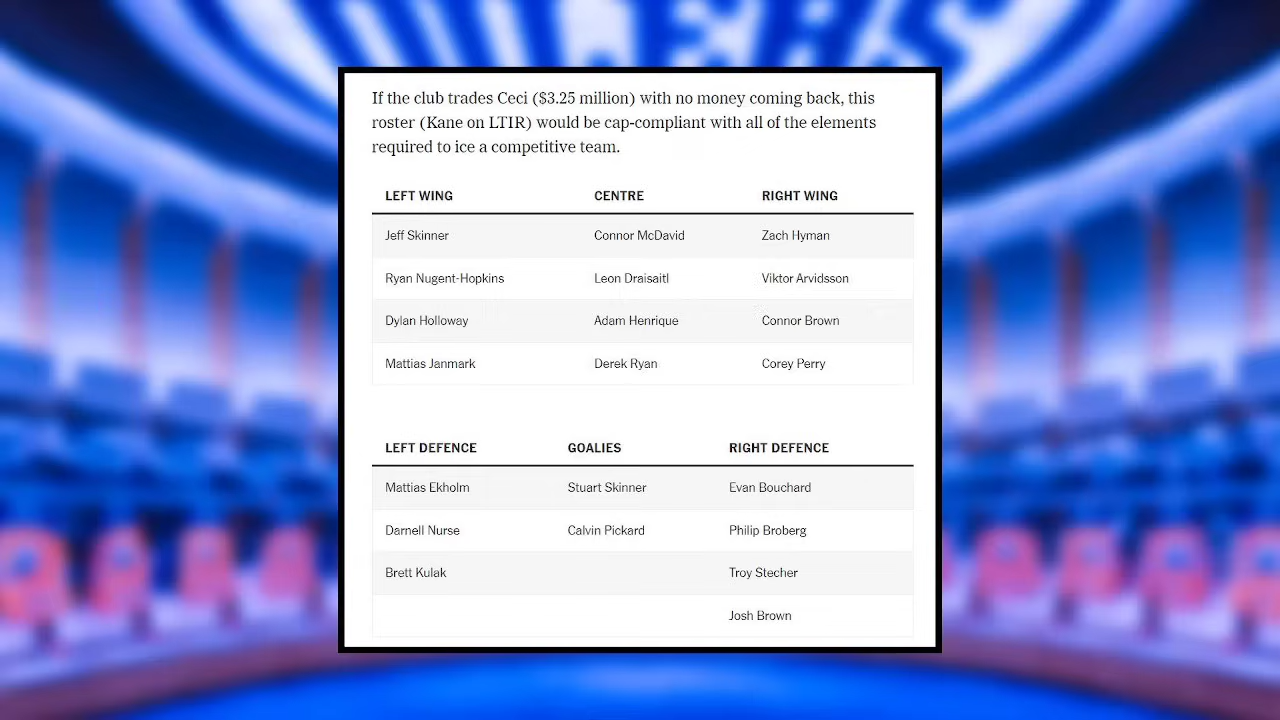 OILERS
If the club trades Ceci ($3.25 million) with no money coming back, this
roster (Kane on LTIR) would be cap-compliant with all of the elements
required to ice a competitive team.
LEFT WING CENTRE RIGHT WING
Jeff Skinner Connor McDavid Zach Hyman
Ryan Nugent-Hopkins Leon Draisaitl Viktor Arvidsson
Dylan Holloway Adam Henrique Connor Brown
Mattias Janmark Derek Ryan Corey Perry
LEFT DEFENCE GOALIES RIGHT DEFENCE
Mattias Ekholm Stuart Skinner Evan Bouchard
Darnell Nurse Calvin Pickard Philip Broberg
Brett Kulak Troy Stecher
Josh Brown